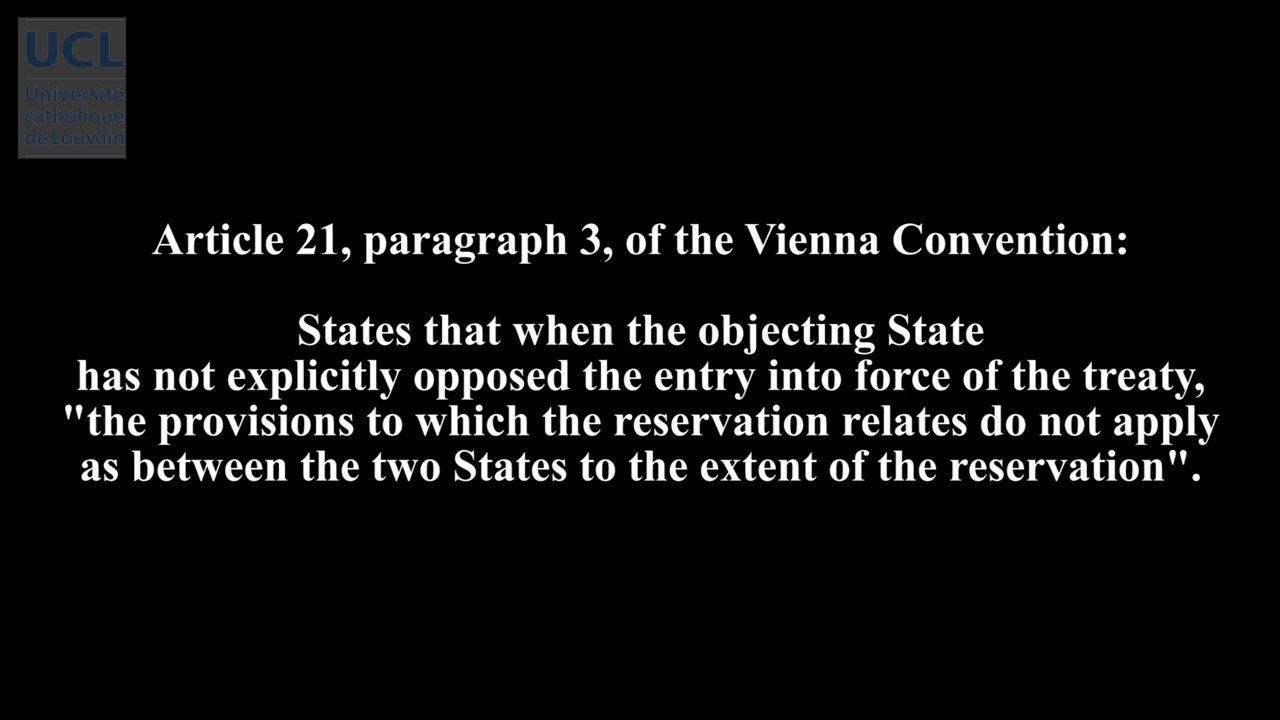 UCL
Université
catholique
de Louvain
Article 21, paragraph 3, of the Vienna Convention:
States that when the objecting State
has not explicitly opposed the entry into force of the treaty,
"the provisions to which the reservation relates do not apply
as between the two States to the extent of the reservation".